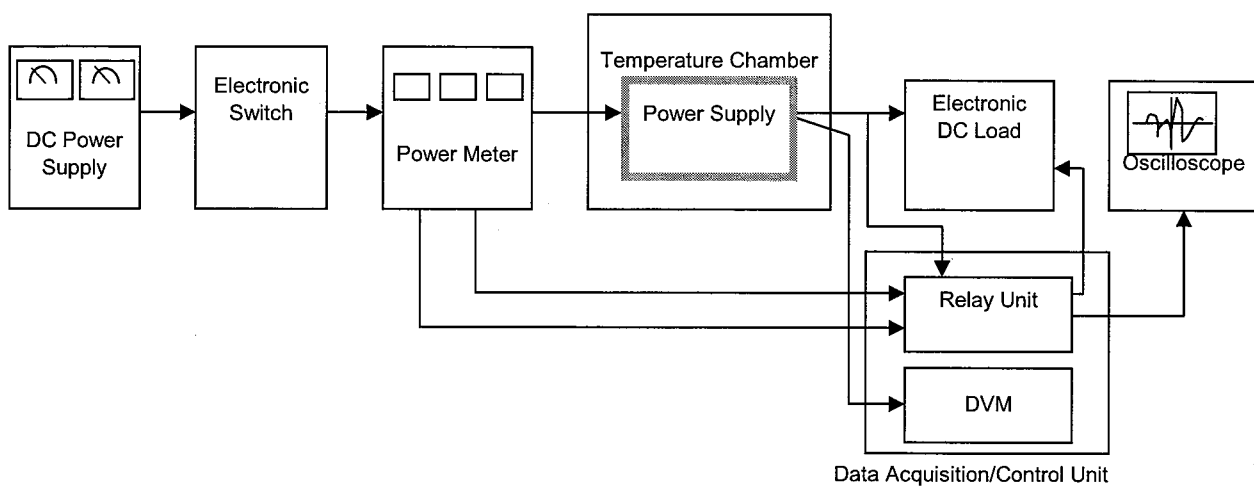 DC Power
Supply
Electronic
Switch
Power Meter
Temperature Chamber
Power Supply
Electronic
DC Load
Oscilloscope
Relay Unit
DVM
Data Acquisition/Control Unit